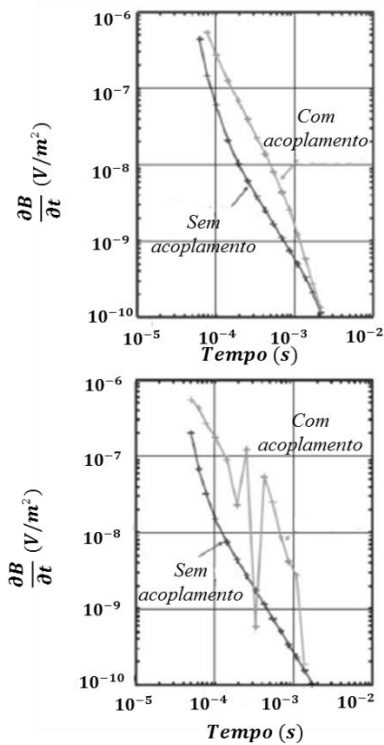 10⁻⁶
10⁻⁷
10⁻⁸
10⁻⁹
10⁻¹⁰
∂B/∂t (V/m²)
Com
acoplamento
Sem
acoplamento
10⁻⁵ 10⁻⁴ 10⁻³ 10⁻²
Tempo (s)
10⁻⁶
10⁻⁷
10⁻⁸
10⁻⁹
10⁻¹⁰
∂B/∂t (V/m²)
Com
acoplamento
Sem
acoplamento
10⁻⁵ 10⁻⁴ 10⁻³ 10⁻²
Tempo (s)